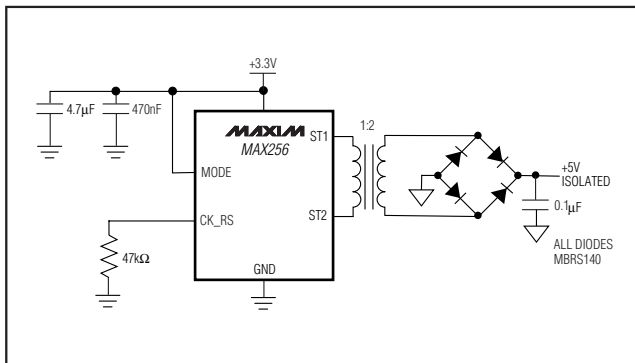 +3.3V
4.7µF
470nF
MAXIM
MAX256
ST1
1:2
MODE
+5V
ISOLATED
CK_RS
ST2
0.1µF
47kΩ
GND
ALL DIODES
MBRS140